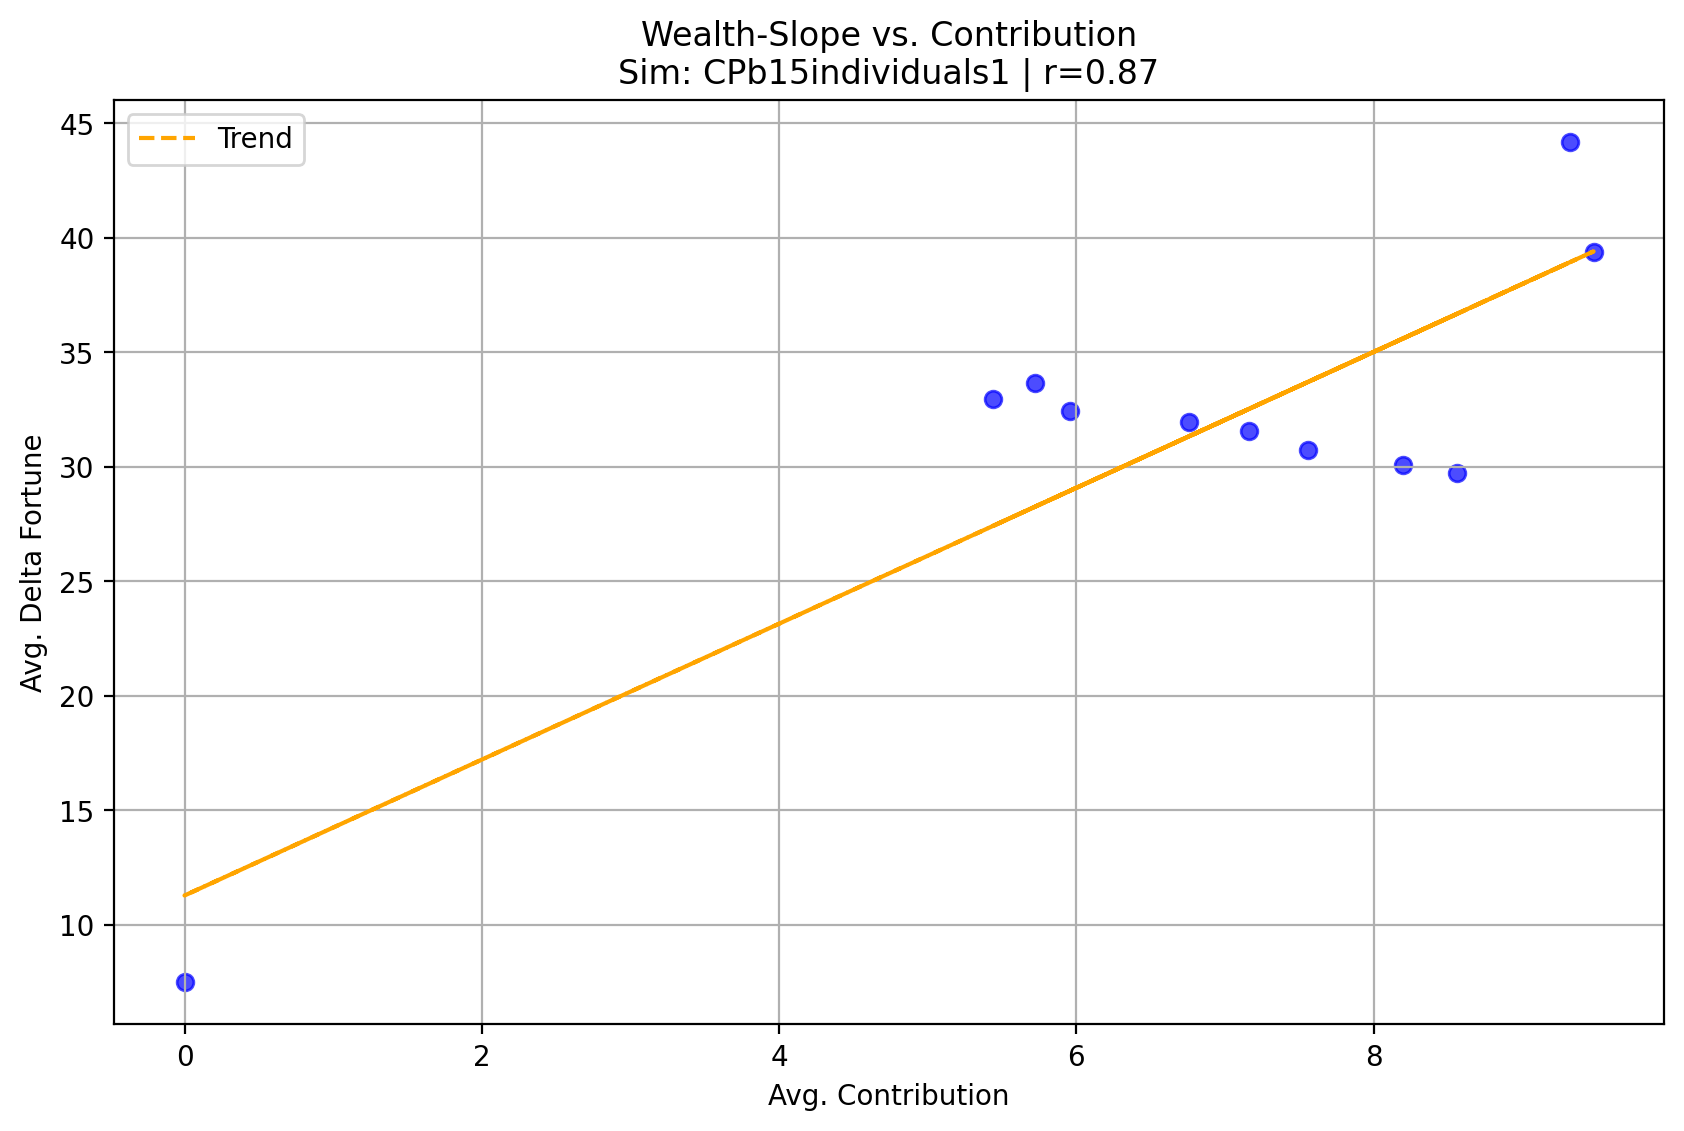 Wealth-Slope vs. Contribution
Sim: CPb15individuals1 | r=0.87
Trend
45
40
35
30
25
20
15
10
Avg. Delta Fortune
0 2 4 6 8
Avg. Contribution